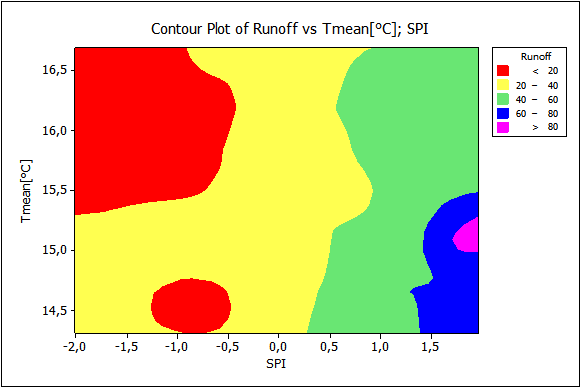 Contour Plot of Runoff vs Tmean[°C]; SPI
Runoff
< 20
20 – 40
40 – 60
60 – 80
> 80
Tmean[°C]
16,5
16,0
15,5
15,0
14,5
-2,0 -1,5 -1,0 -0,5 0,0 0,5 1,0 1,5
SPI